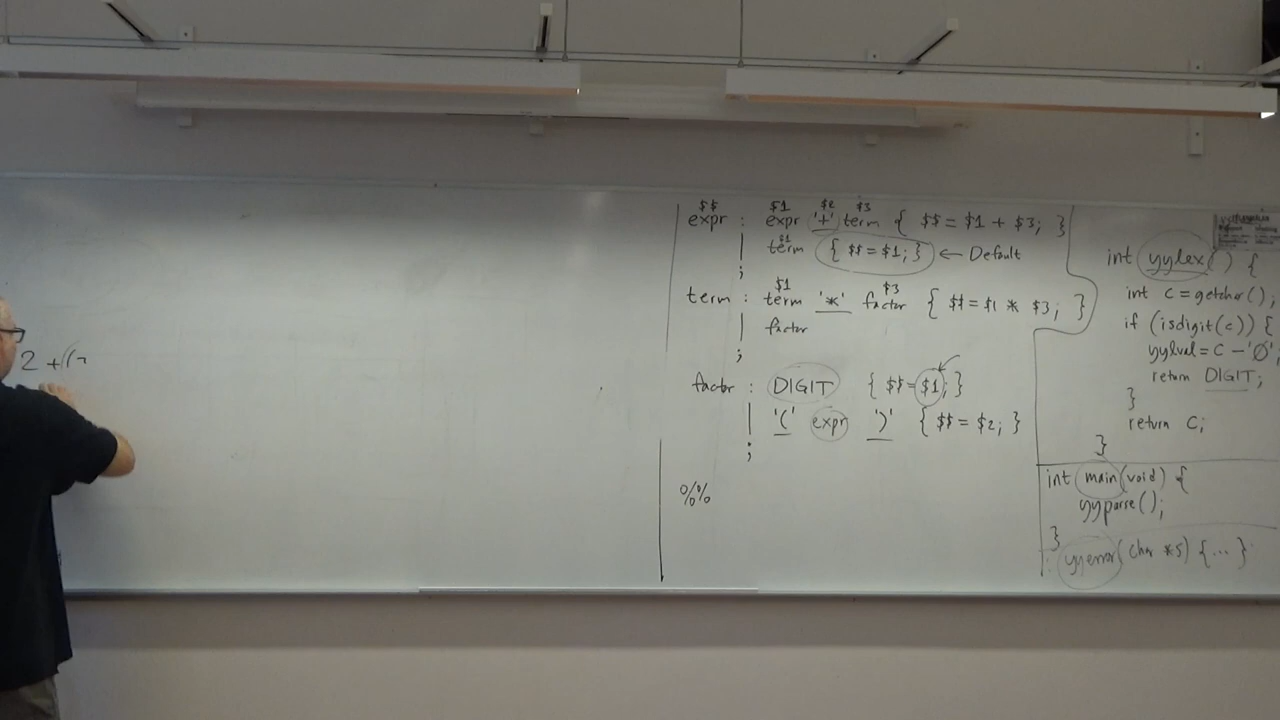 2 + (
$$ $1 $2 $3
expr : expr '+' term { $$ = $1 + $3; }
$1
| term { $$ = $1; } ← Default
;
$1 $3
term : term '*' factor { $$ = $1 * $3; }
| factor
;
factor : DIGIT { $$ = $1; }
| '(' expr ')' { $$ = $2; }
;
%%
int yylex() {
int c = getchar();
if (isdigit(c)) {
yylval = c - '0';
return DIGIT;
}
return c;
}
int main(void) {
yyparse();
}
: yyerror(char *s) {...}